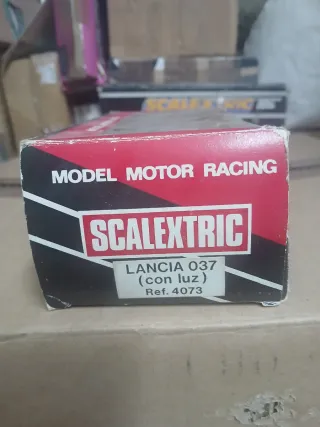 SCALEXTRIC
MODEL MOTOR RACING
SCALEXTRIC
LANCIA 037
(con luz)
Ref. 4073